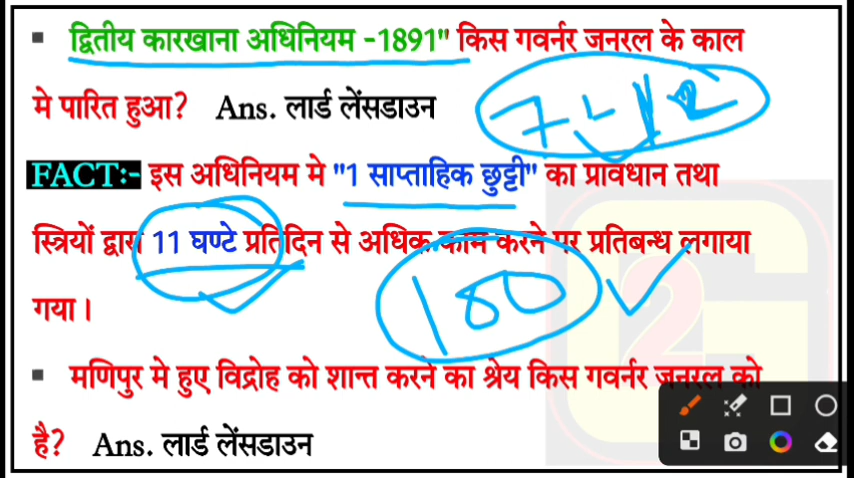 ▪ द्वितीय कारखाना अधिनियम -1891" किस गवर्नर जनरल के काल
मे पारित हुआ? Ans. लार्ड लेंसडाउन
7-12
FACT:- इस अधिनियम मे "1 साप्ताहिक छुट्टी" का प्रावधान तथा
स्त्रियों द्वारा 11 घण्टे प्रतिदिन से अधिक काम करने पर प्रतिबन्ध लगाया
गया।
180
▪ मणिपुर मे हुए विद्रोह को शान्त करने का श्रेय किस गवर्नर जनरल को
है? Ans. लार्ड लेंसडाउन